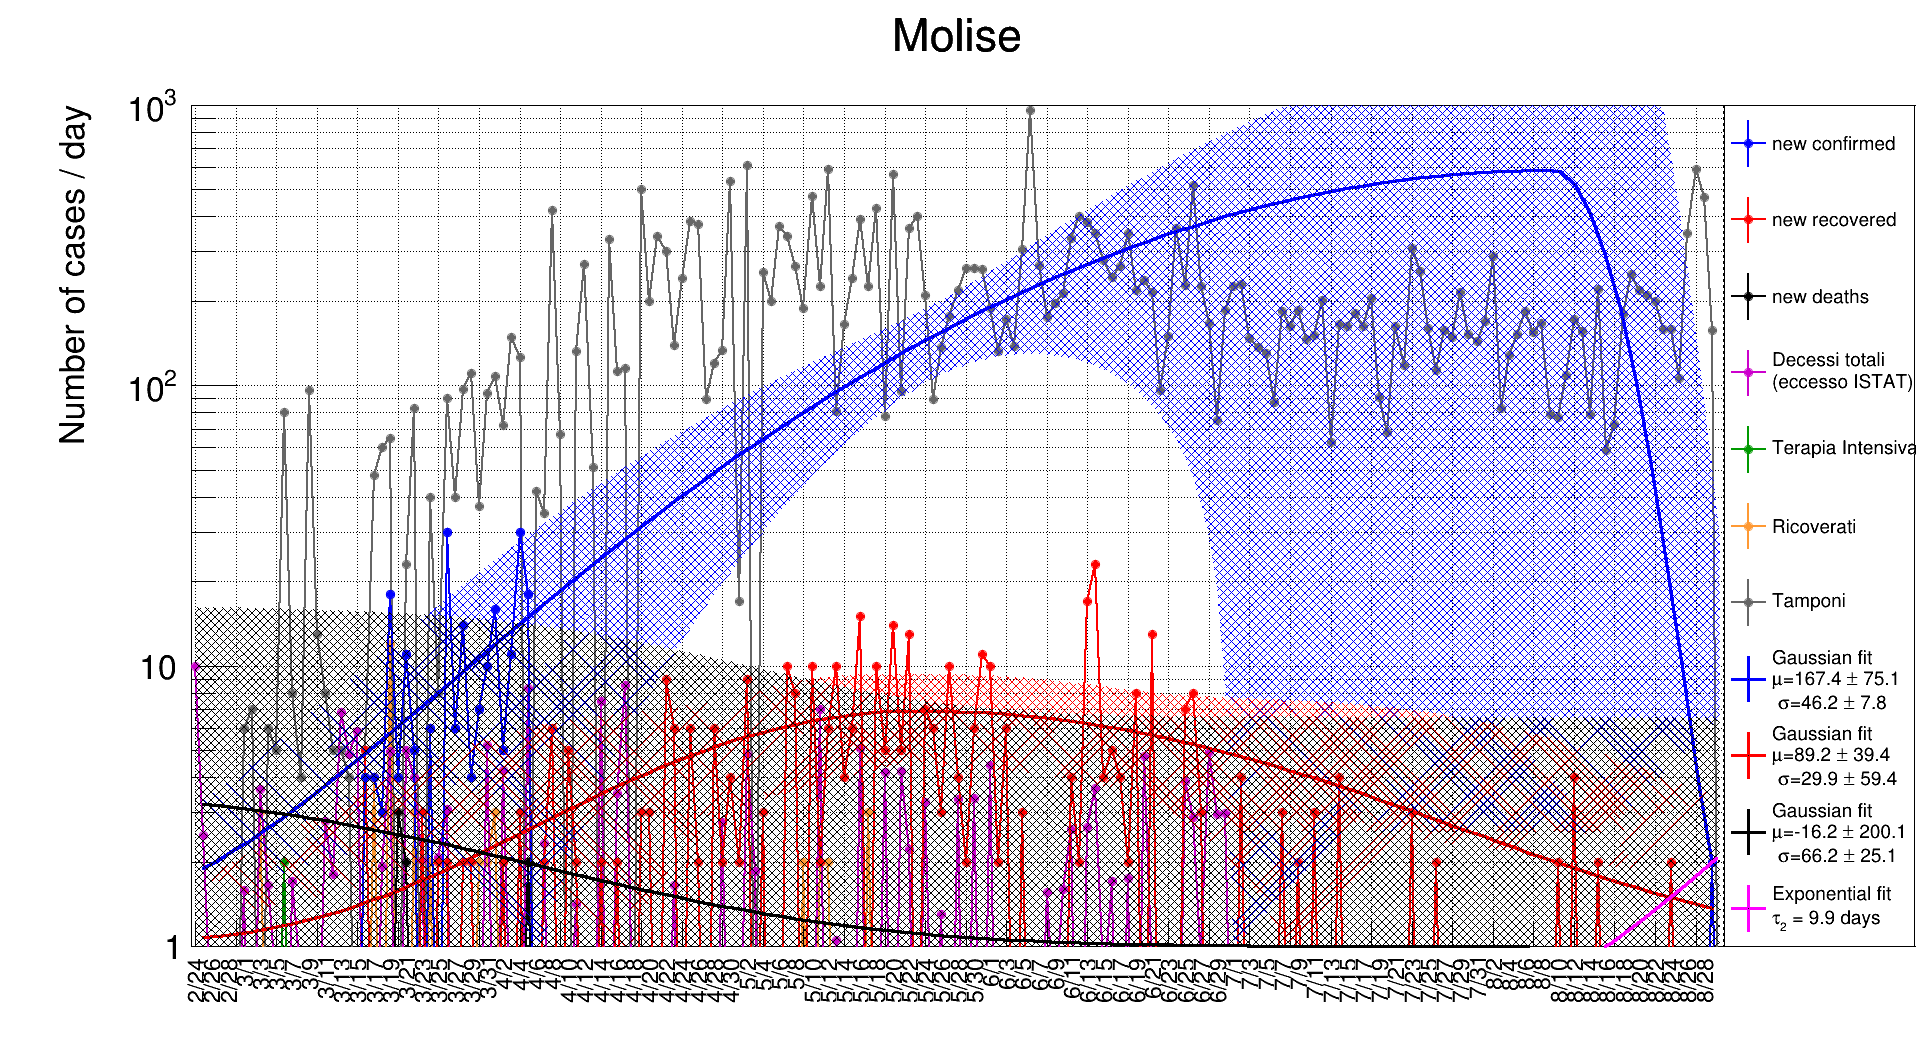 Molise
Number of cases / day
10³
10²
10
1
2/24 2/26 2/28 3/1 3/3 3/5 3/7 3/9 3/11 3/13 3/15 3/17 3/19 3/21 3/23 3/25 3/27 3/29 3/31 4/2 4/4 4/6 4/8 4/10 4/12 4/14 4/16 4/18 4/20 4/22 4/24 4/26 4/28 4/30 5/2 5/4 5/6 5/8 5/10 5/12 5/14 5/16 5/18 5/20 5/22 5/24 5/26 5/28 5/30 6/1 6/3 6/5 6/7 6/9 6/11 6/13 6/15 6/17 6/19 6/21 6/23 6/25 6/27 6/29 7/1 7/3 7/5 7/7 7/9 7/11 7/13 7/15 7/17 7/19 7/21 7/23 7/25 7/27 7/29 7/31 8/2 8/4 8/6 8/8 8/10 8/12 8/14 8/16 8/18 8/20 8/22 8/24 8/26 8/28
new confirmed
new recovered
new deaths
Decessi totali
(eccesso ISTAT)
Terapia Intensiva
Ricoverati
Tamponi
Gaussian fit
μ=167.4 ± 75.1
σ=46.2 ± 7.8
Gaussian fit
μ=89.2 ± 39.4
σ=29.9 ± 59.4
Gaussian fit
μ=-16.2 ± 200.1
σ=66.2 ± 25.1
Exponential fit
τ₂ = 9.9 days